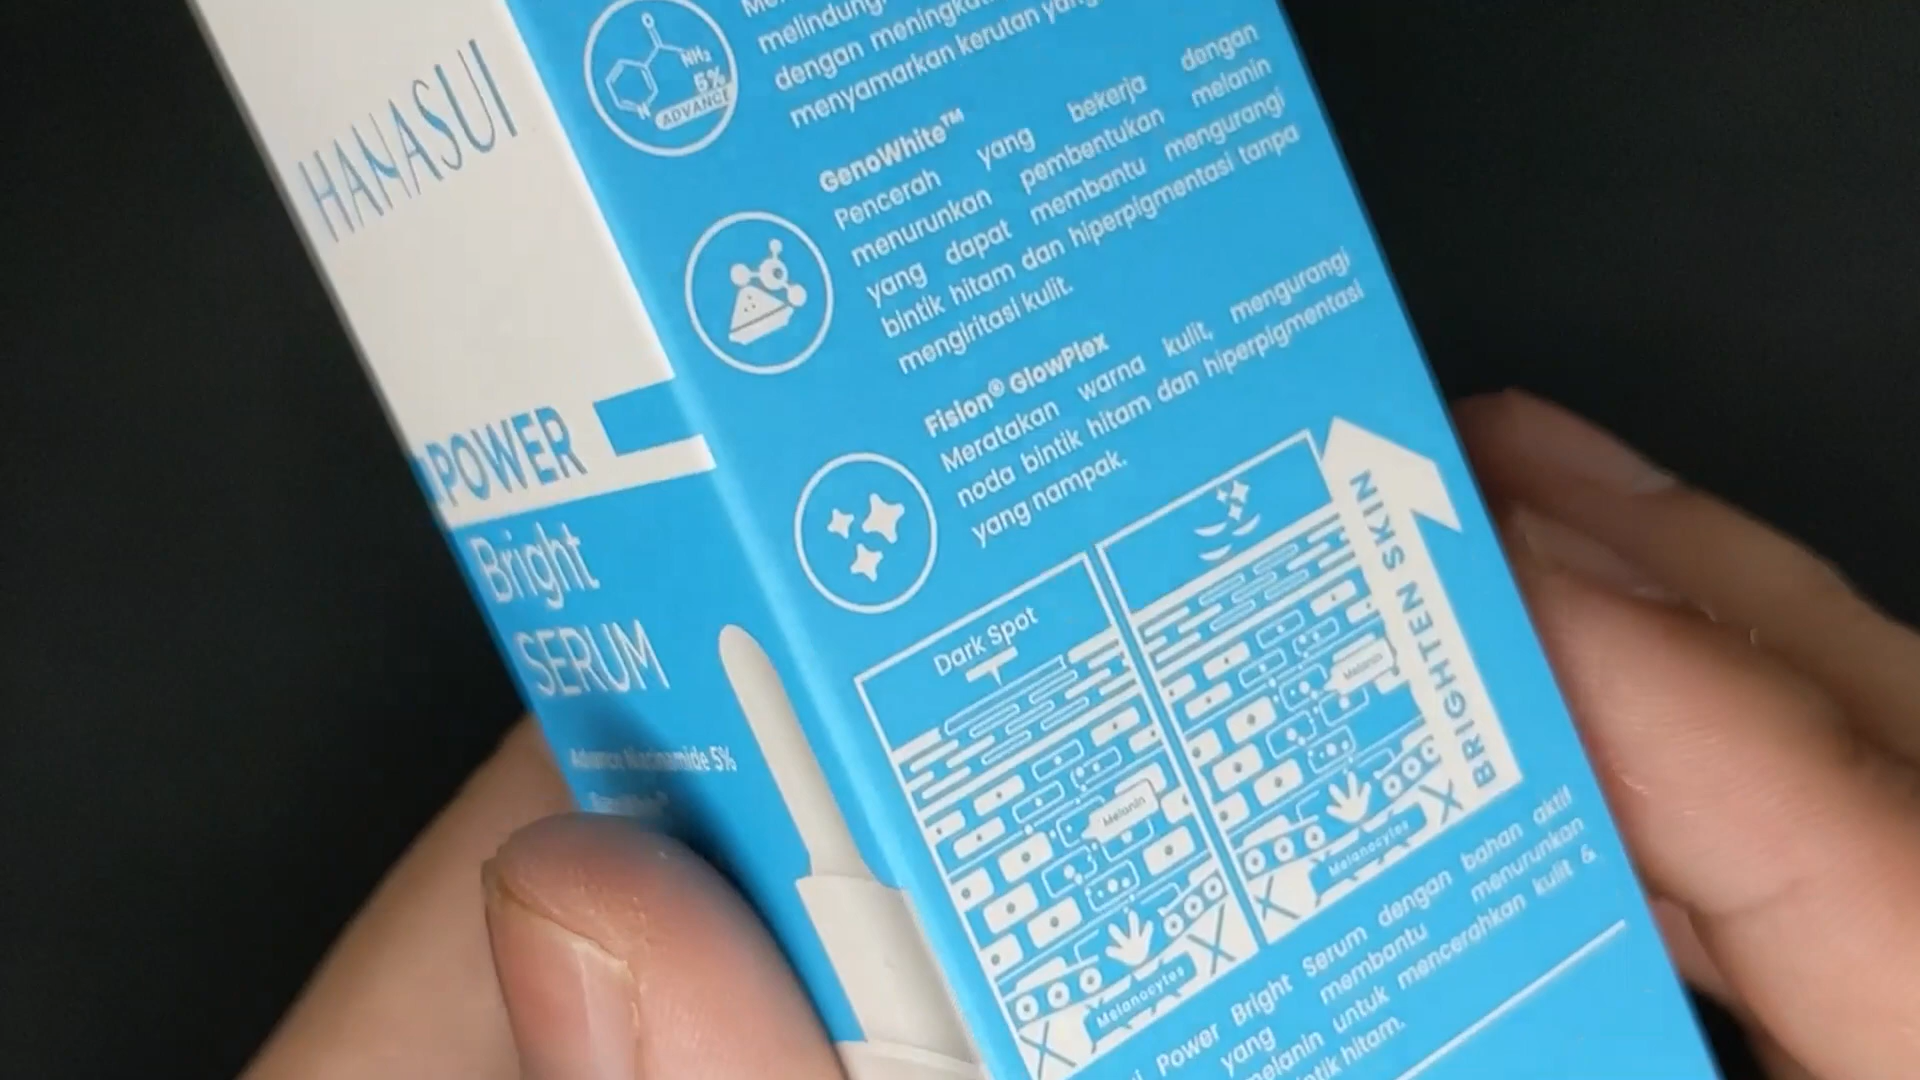 HANASUI
POWER
Bright
SERUM
Advance Niacinamide 5%
NH₂
N
5%
ADVANCE
melindungi
dengan
menyamarkan kerutan yang
GenoWhite™
Pencerah yang bekerja dengan
menurunkan pembentukan melanin
yang dapat membantu mengurangi
bintik hitam dan hiperpigmentasi tanpa
mengiritasi kulit.
Fision® GlowPlex
Meratakan warna kulit, mengurangi
noda bintik hitam dan hiperpigmentasi
yang nampak.
Dark Spot
Melanin
Melanocytes
Melanin
Melanocytes
BRIGHTEN SKIN
Power Bright Serum dengan bahan aktif
yang membantu menurunkan
melanin untuk mencerahkan kulit &
hitam.